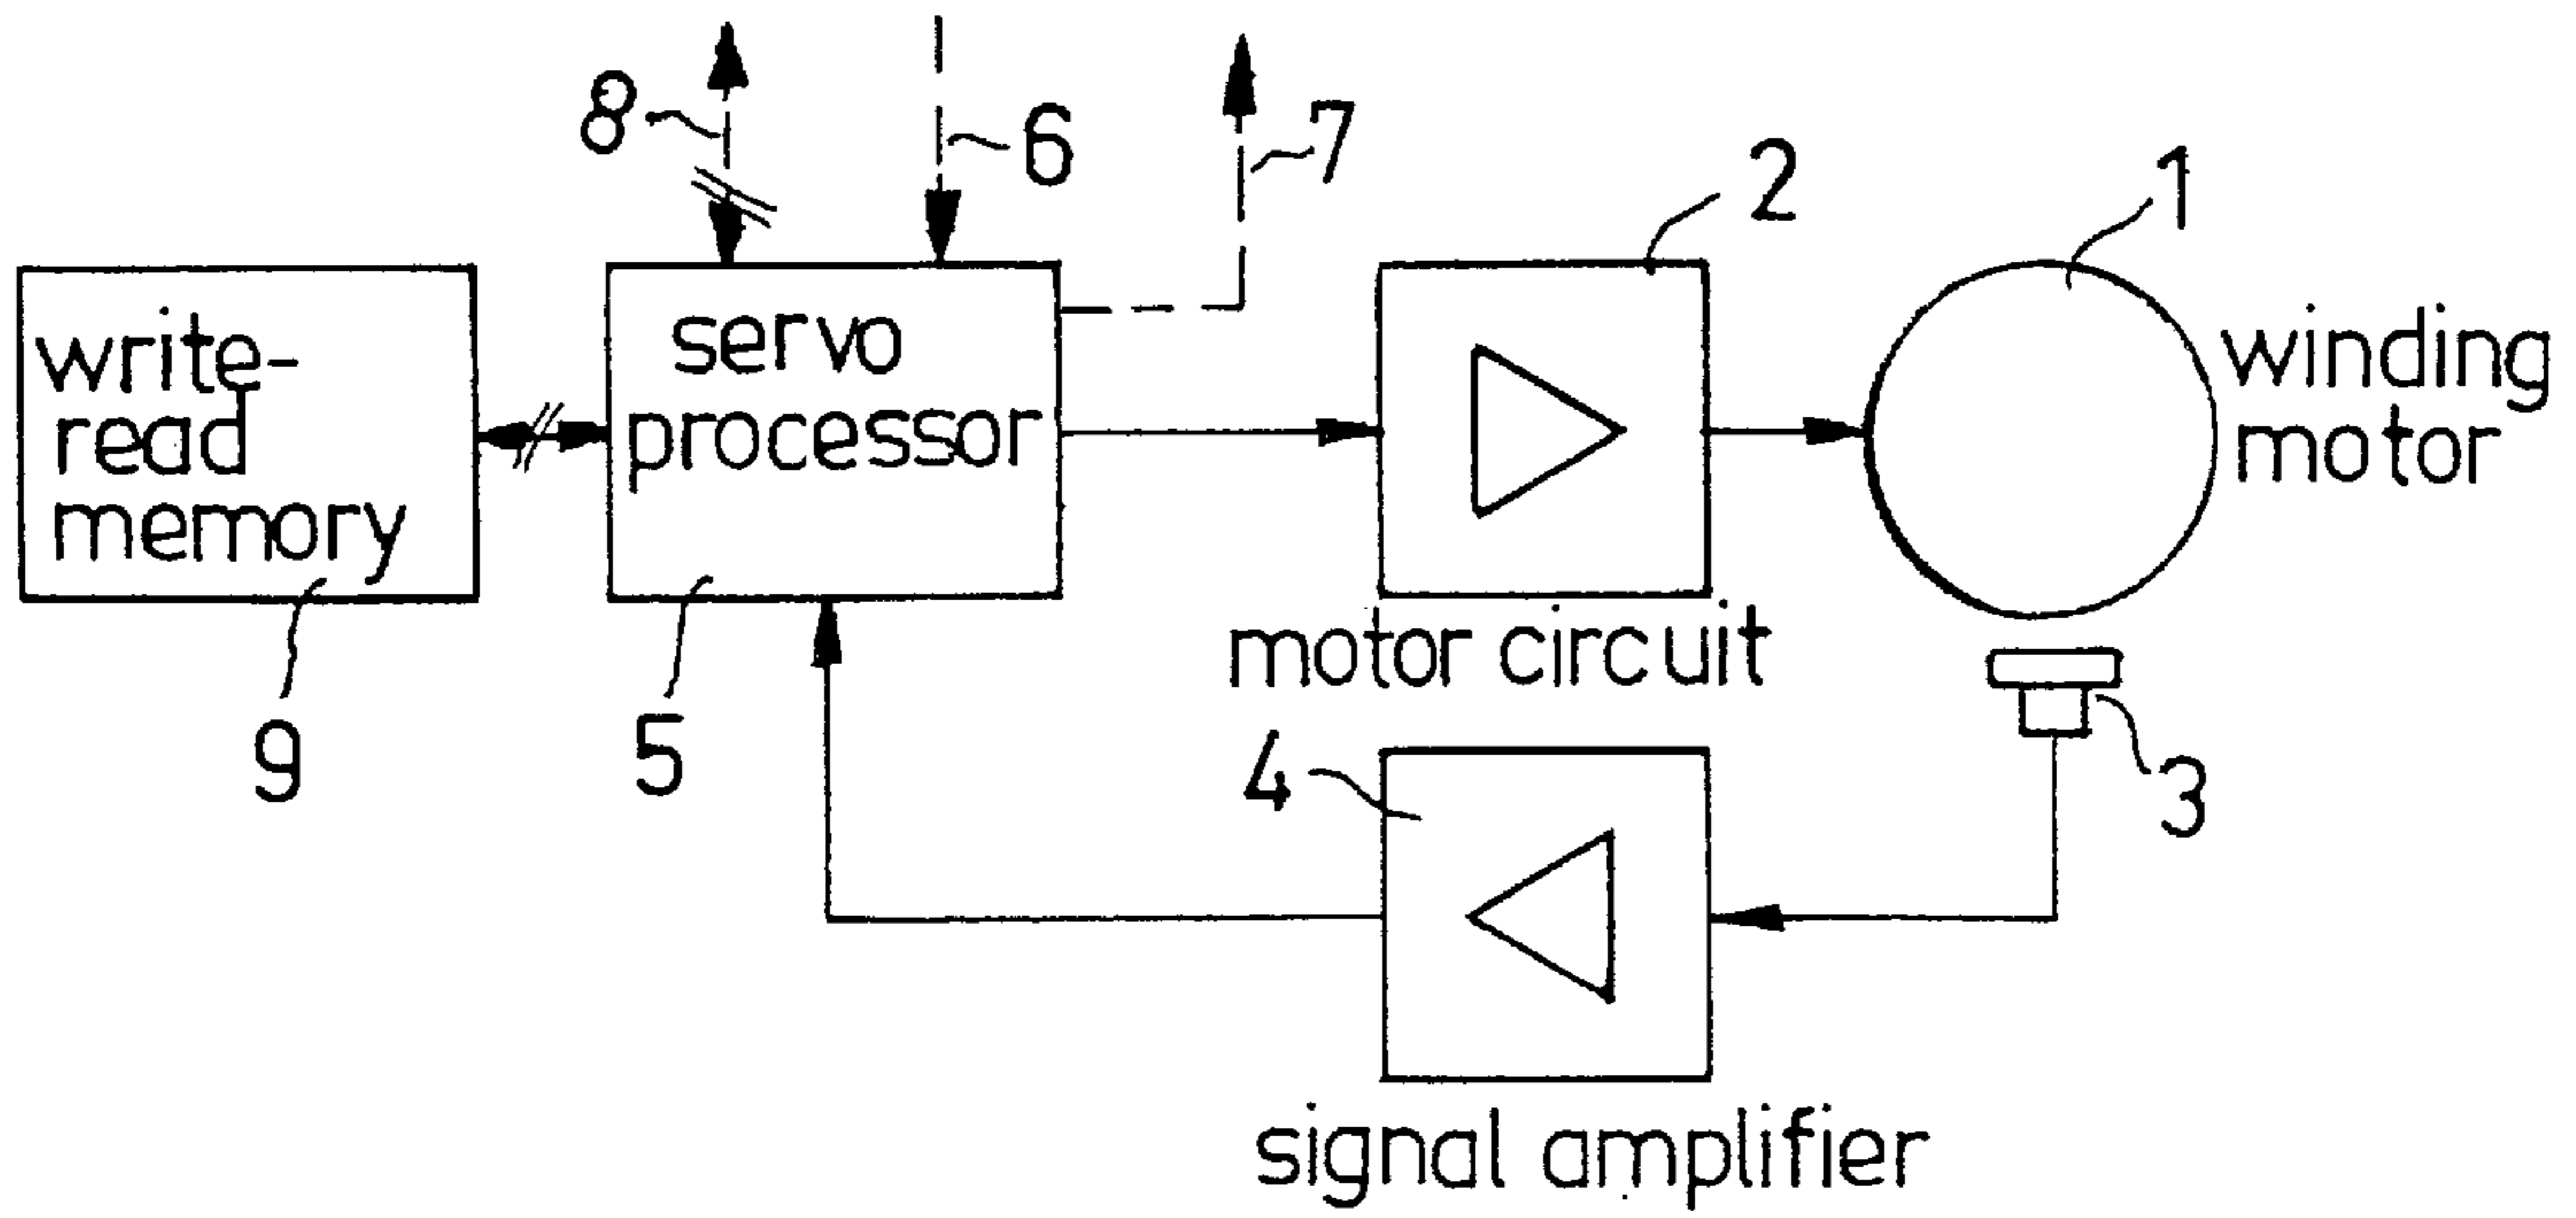 8
6
7
2
1
write-
read
memory
servo
processor
winding
motor
motor circuit
9
5
4
3
signal amplifier